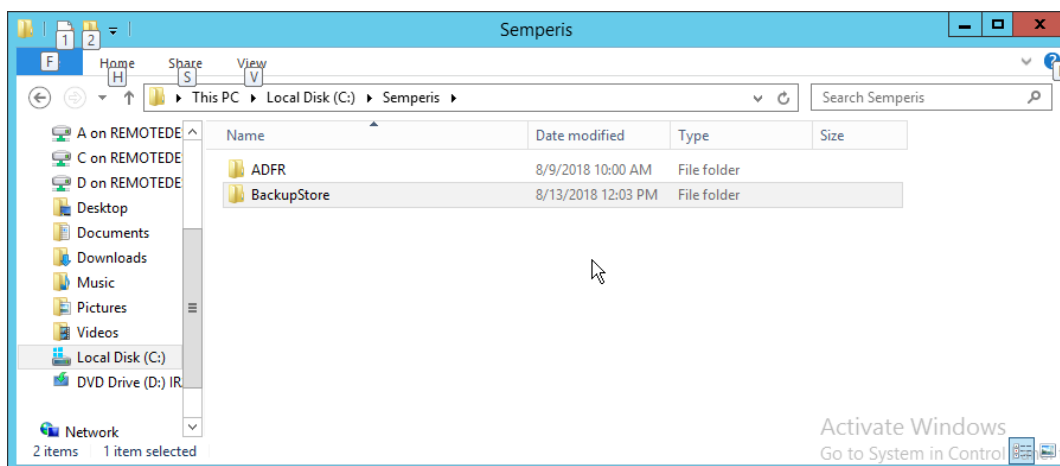 Semperis
1 2
F Home Share View
H S V
This PC Local Disk (C:) Semperis Search Semperis
A on REMOTEDE Name Date modified Type Size
C on REMOTEDE ADFR 8/9/2018 10:00 AM File folder
D on REMOTEDE BackupStore 8/13/2018 12:03 PM File folder
Desktop
Documents
Downloads
Music
Pictures
Videos
Local Disk (C:)
DVD Drive (D:) IR
Network
Activate Windows
2 items 1 item selected Go to System in Control